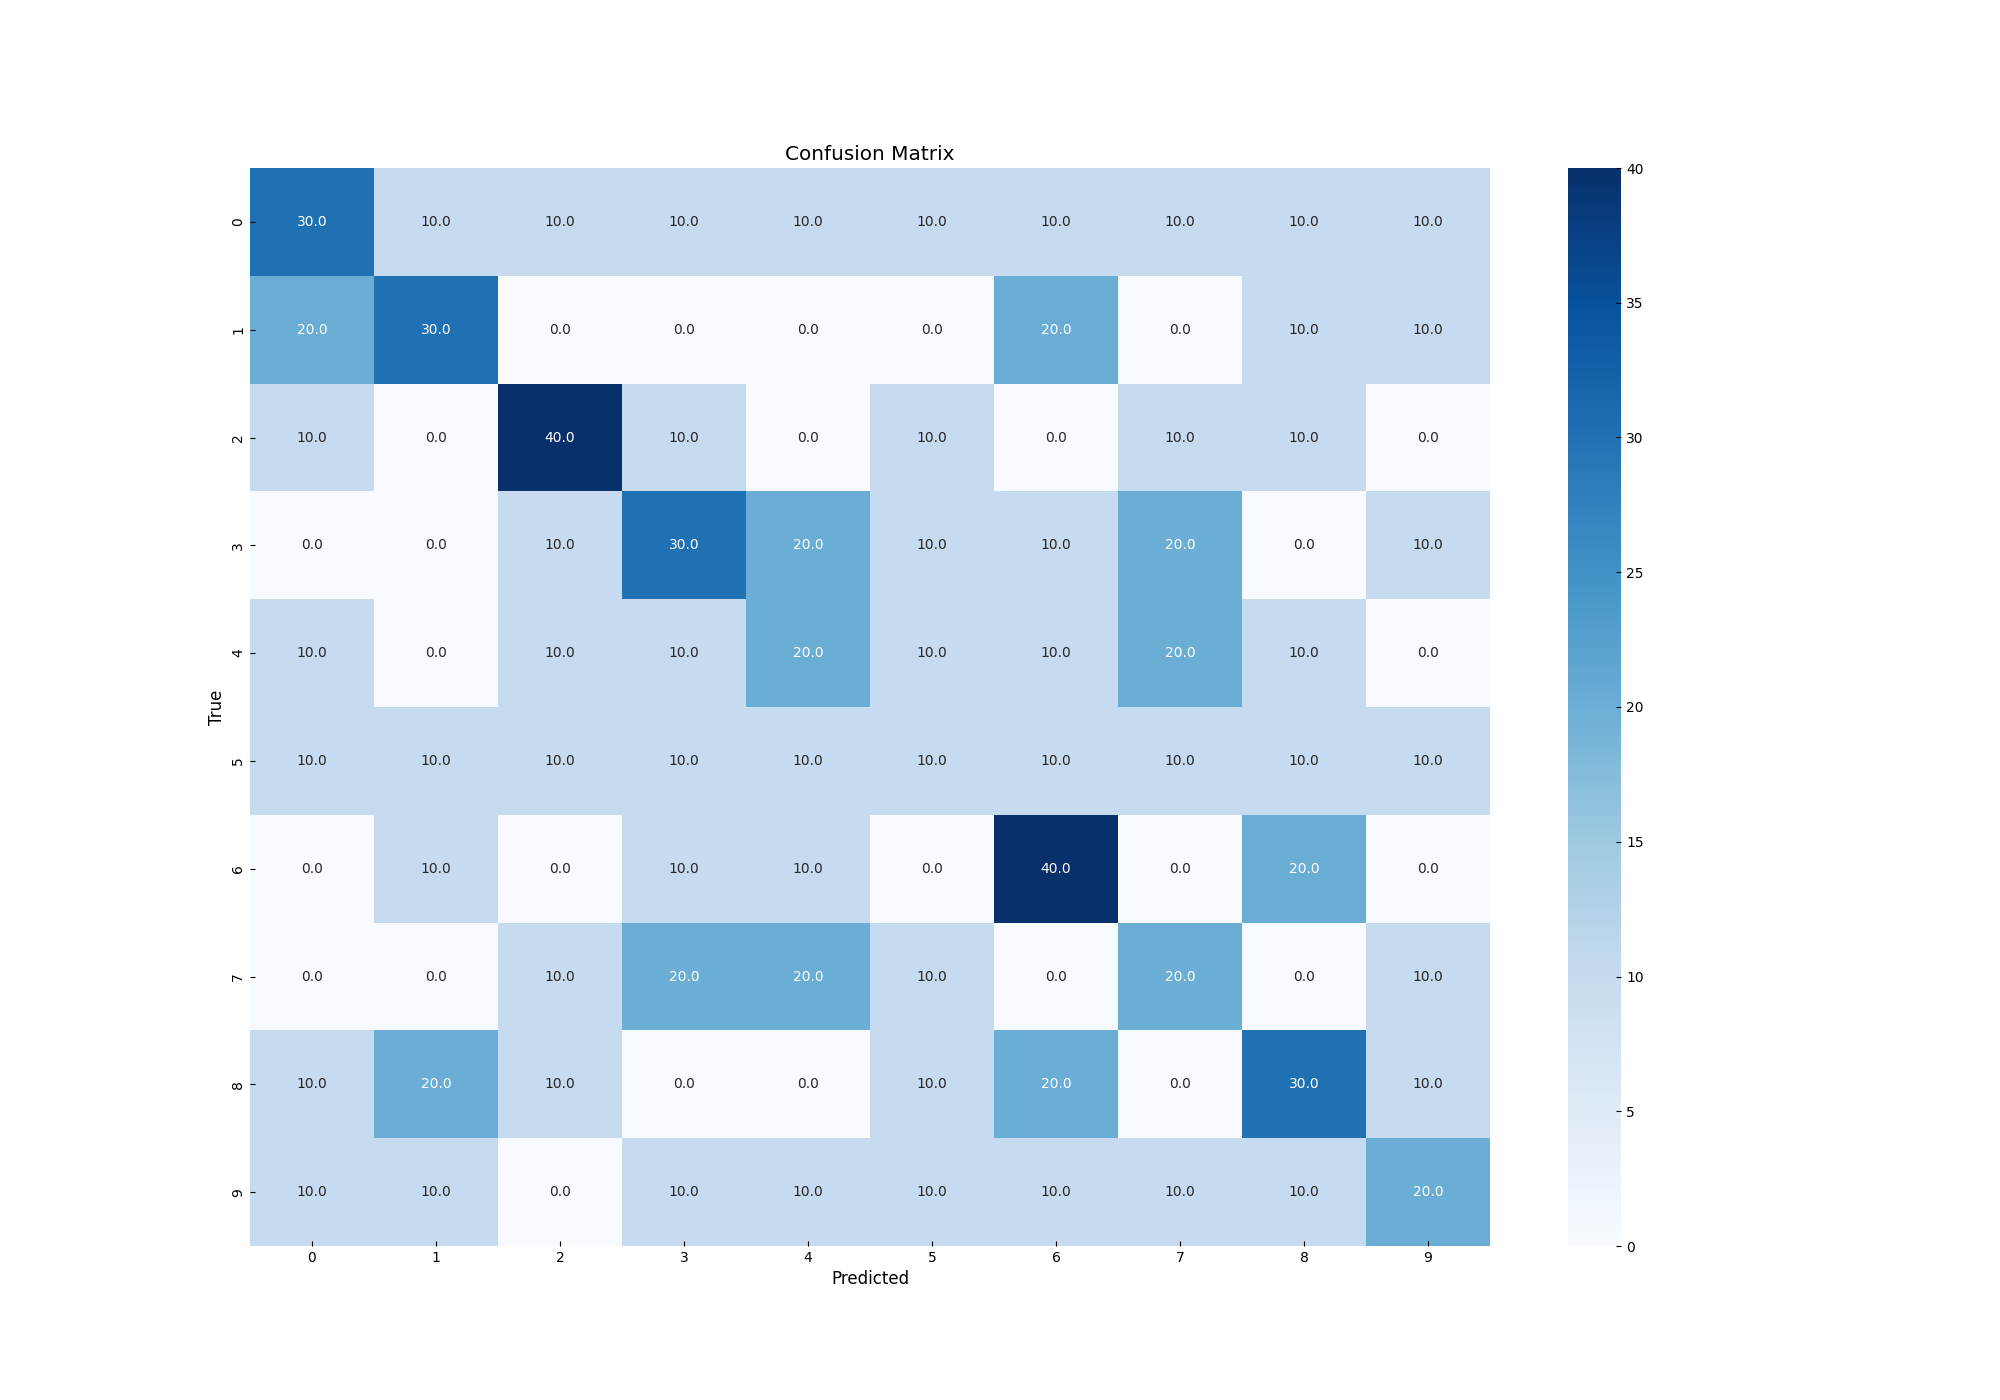 Confusion Matrix
0 30.0 10.0 10.0 10.0 10.0 10.0 10.0 10.0 10.0 10.0
1 20.0 30.0 0.0 0.0 0.0 0.0 20.0 0.0 10.0 10.0
2 10.0 0.0 40.0 10.0 0.0 10.0 0.0 10.0 10.0 0.0
3 0.0 0.0 10.0 30.0 20.0 10.0 10.0 20.0 0.0 10.0
4 10.0 0.0 10.0 10.0 20.0 10.0 10.0 20.0 10.0 0.0
True
5 10.0 10.0 10.0 10.0 10.0 10.0 10.0 10.0 10.0 10.0
6 0.0 10.0 0.0 10.0 10.0 0.0 40.0 0.0 20.0 0.0
7 0.0 0.0 10.0 20.0 20.0 10.0 0.0 20.0 0.0 10.0
8 10.0 20.0 10.0 0.0 0.0 10.0 20.0 0.0 30.0 10.0
9 10.0 10.0 0.0 10.0 10.0 10.0 10.0 10.0 10.0 20.0
0 1 2 3 4 5 6 7 8 9
Predicted
40
35
30
25
20
15
10
5
0